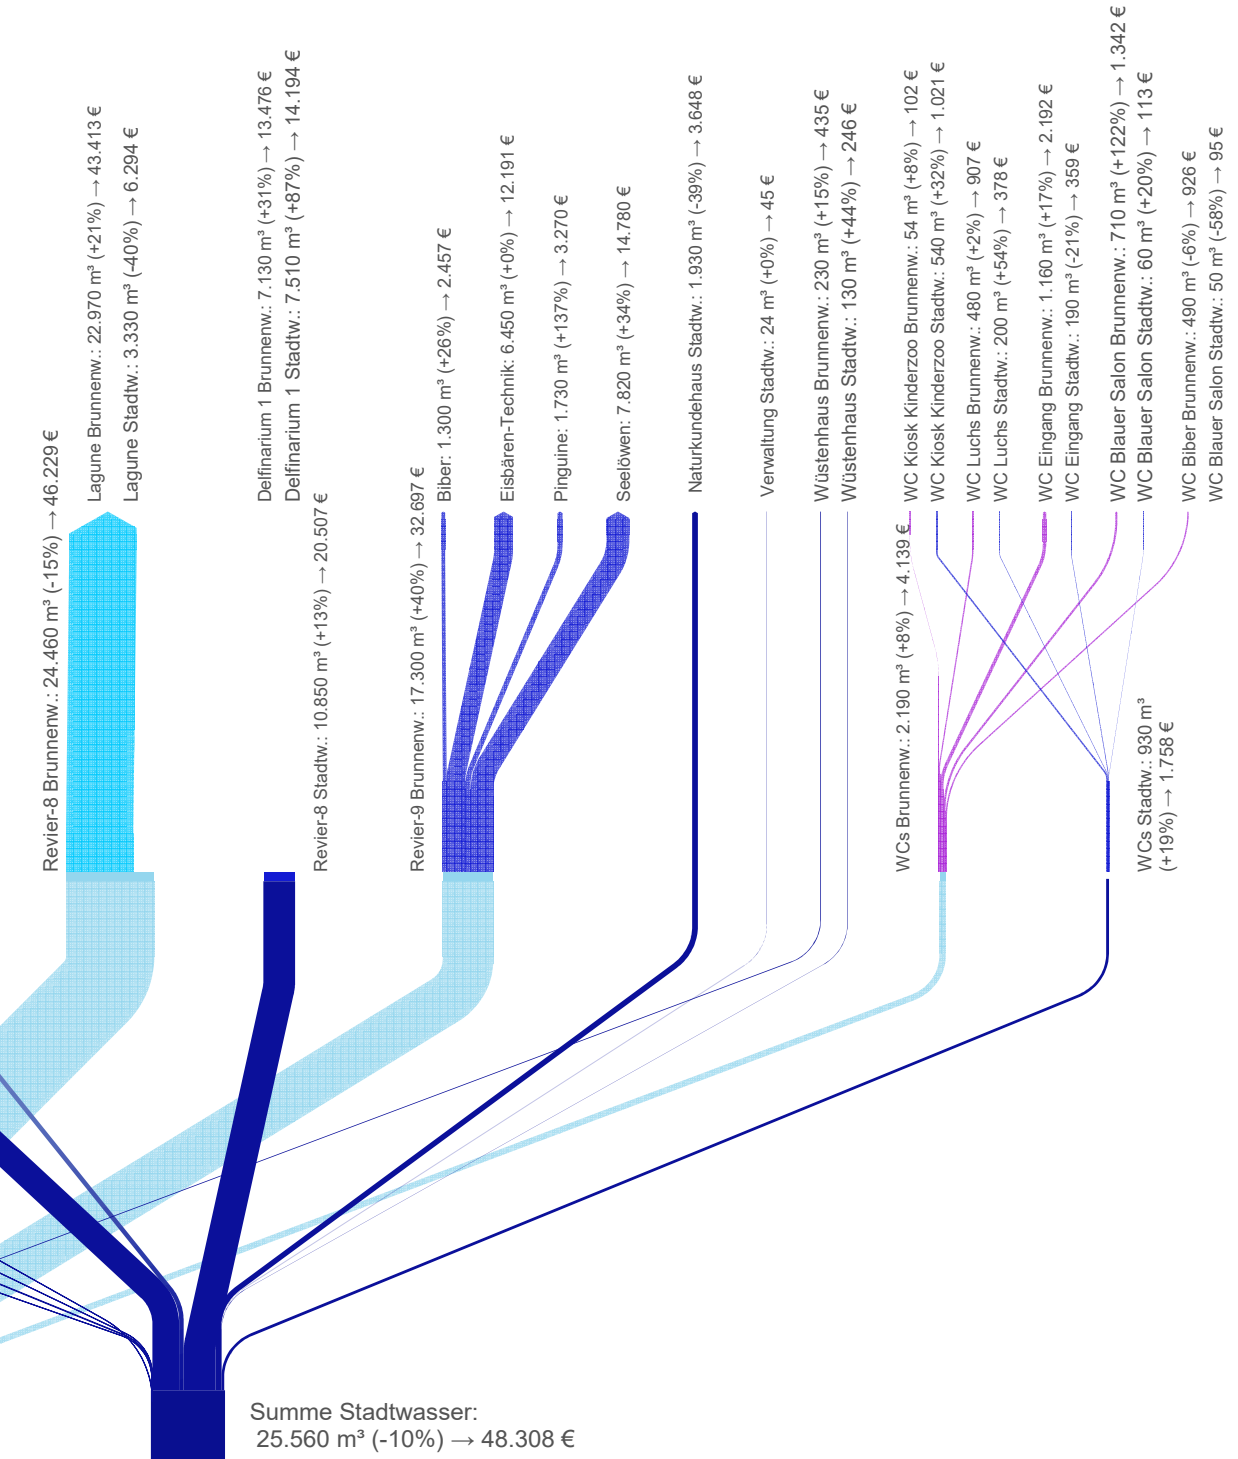 Revier-8 Brunnenw.: 24.460 m³ (-15%) → 46.229 €
Lagune Brunnenw.: 22.970 m³ (+21%) → 43.413 €
Lagune Stadtw.: 3.330 m³ (-40%) → 6.294 €
Delfinarium 1 Brunnenw.: 7.130 m³ (+31%) → 13.476 €
Delfinarium 1 Stadtw.: 7.510 m³ (+87%) → 14.194 €
Revier-8 Stadtw.: 10.850 m³ (+13%) → 20.507 €
Revier-9 Brunnenw.: 17.300 m³ (+40%) → 32.697 €
Biber: 1.300 m³ (+26%) → 2.457 €
Eisbären-Technik: 6.450 m³ (+0%) → 12.191 €
Pinguine: 1.730 m³ (+137%) → 3.270 €
Seelöwen: 7.820 m³ (+34%) → 14.780 €
Naturkundehaus Stadtw.: 1.930 m³ (-39%) → 3.648 €
Verwaltung Stadtw.: 24 m³ (+0%) → 45 €
Wüstenhaus Brunnenw.: 230 m³ (+15%) → 435 €
Wüstenhaus Stadtw.: 130 m³ (+44%) → 246 €
WCs Brunnenw.: 2.190 m³ (+8%) → 4.139 €
WC Kiosk Kinderzoo Brunnenw.: 54 m³ (+8%) → 102 €
WC Kiosk Kinderzoo Stadtw.: 540 m³ (+32%) → 1.021 €
WC Luchs Brunnenw.: 480 m³ (+2%) → 907 €
WC Luchs Stadtw.: 200 m³ (+54%) → 378 €
WC Eingang Brunnenw.: 1.160 m³ (+17%) → 2.192 €
WC Eingang Stadtw.: 190 m³ (-21%) → 359 €
WC Blauer Salon Brunnenw.: 710 m³ (+122%) → 1.342 €
WC Blauer Salon Stadtw.: 60 m³ (+20%) → 113 €
WC Biber Brunnenw.: 490 m³ (-6%) → 926 €
WC Blauer Salon Stadtw.: 50 m³ (-58%) → 95 €
WCs Stadtw.: 930 m³
(+19%) → 1.758 €
Summe Stadtwasser:
25.560 m³ (-10%) → 48.308 €